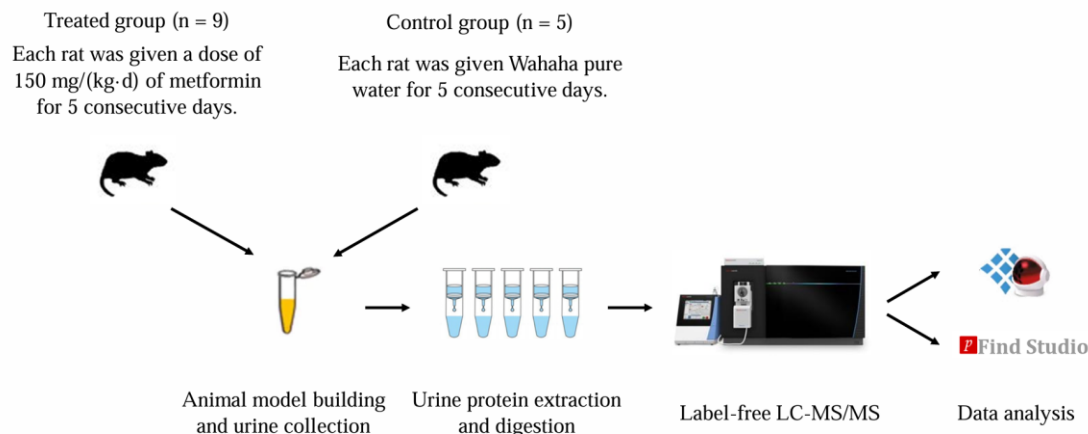 Treated group (n = 9)
Each rat was given a dose of
150 mg/(kg·d) of metformin
for 5 consecutive days.
Control group (n = 5)
Each rat was given Wahaha pure
water for 5 consecutive days.
pFind Studio
Animal model building
and urine collection
Urine protein extraction
and digestion
Label-free LC-MS/MS
Data analysis